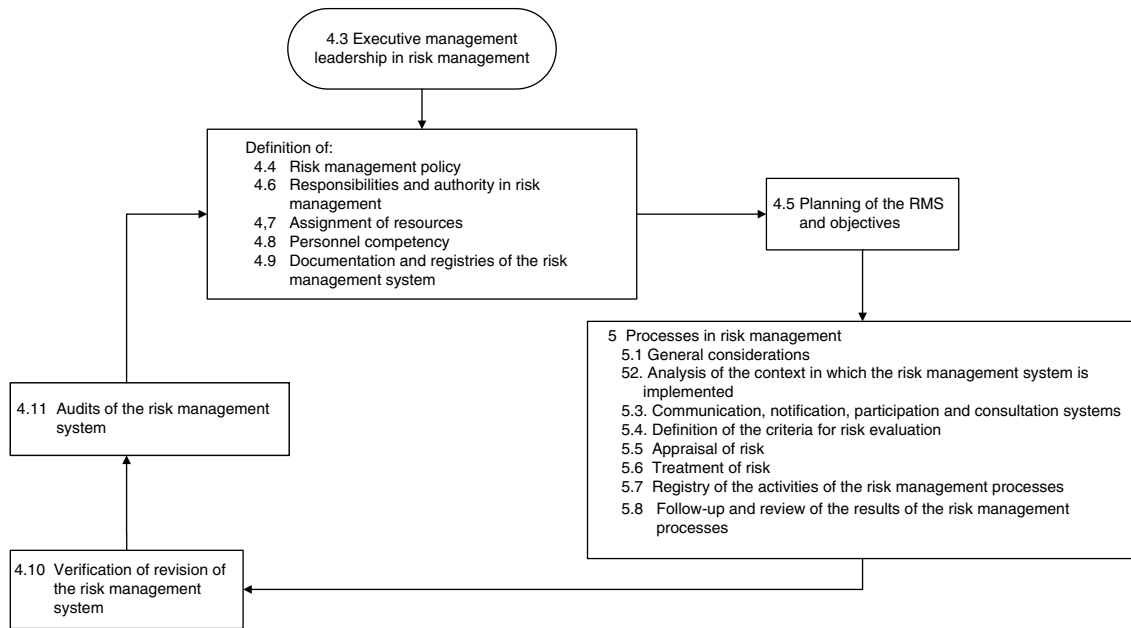 4.3 Executive management
leadership in risk management
Definition of:
4.4 Risk management policy
4.6 Responsibilities and authority in risk
management
4,7 Assignment of resources
4.8 Personnel competency
4.9 Documentation and registries of the risk
management system
4.5 Planning of the RMS
and objectives
5 Processes in risk management
5.1 General considerations
52. Analysis of the context in which the risk management system is
implemented
5.3. Communication, notification, participation and consultation systems
5.4. Definition of the criteria for risk evaluation
5.5 Appraisal of risk
5.6 Treatment of risk
5.7 Registry of the activities of the risk management processes
5.8 Follow-up and review of the results of the risk management
processes
4.11 Audits of the risk management
system
4.10 Verification of revision of
the risk management
system